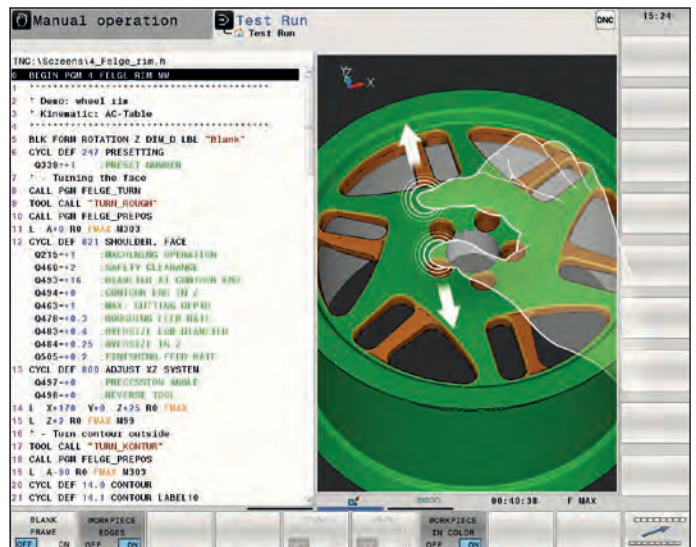 Manual operation
Test Run
Test Run
DNC
15:24
TNC:\Screens\4_Felge_rim.h
0 BEGIN PGM 4 FELGE RIM MM
1 *****************************************
2 * Demo: wheel rim
3 * Kinematic: AC-Table
4 *****************************************
5 BLK FORM ROTATION Z DIM_D LBL "Blank"
6 CYCL DEF 247 PRESETTING
Q339=+1 ;PRESET NUMBER
7 * - Turning the face
8 CALL PGM FELGE_TURN
9 TOOL CALL "TURN_ROUGH"
10 CALL PGM FELGE_PREPOS
11 L A+0 R0 FMAX M303
12 CYCL DEF 821 SHOULDER, FACE
Q215=+1 ;MACHINING OPERATION
Q460=+2 ;SAFETY CLEARANCE
Q493=+16 ;DIAMETER AT CONTOUR END
Q494=+0 ;CONTOUR END IN Z
Q463=+1 ;MAX. CUTTING DEPTH
Q478=+0.3 ;ROUGHING FEED RATE
Q483=+0.4 ;OVERSIZE FOR DIAMETER
Q484=+0.25 ;OVERSIZE IN Z
Q505=+0.2 ;FINISHING FEED RATE
13 CYCL DEF 800 ADJUST XZ SYSTEM
Q497=+0 ;PRECESSION ANGLE
Q498=+0 ;REVERSE TOOL
14 L X+170 Y+0 Z+25 R0 FMAX
15 L Z+2 R0 FMAX M99
16 * - Turn contour outside
17 TOOL CALL "TURN_KONTUR"
18 CALL PGM FELGE_PREPOS
19 L A-90 R0 FMAX M303
20 CYCL DEF 14.0 CONTOUR
21 CYCL DEF 14.1 CONTOUR LABEL10
Y
X
00:40:38 F MAX
BLANK FRAME
OFF ON
WORKPIECE EDGES
OFF ON
WORKPIECE IN COLOR
OFF ON